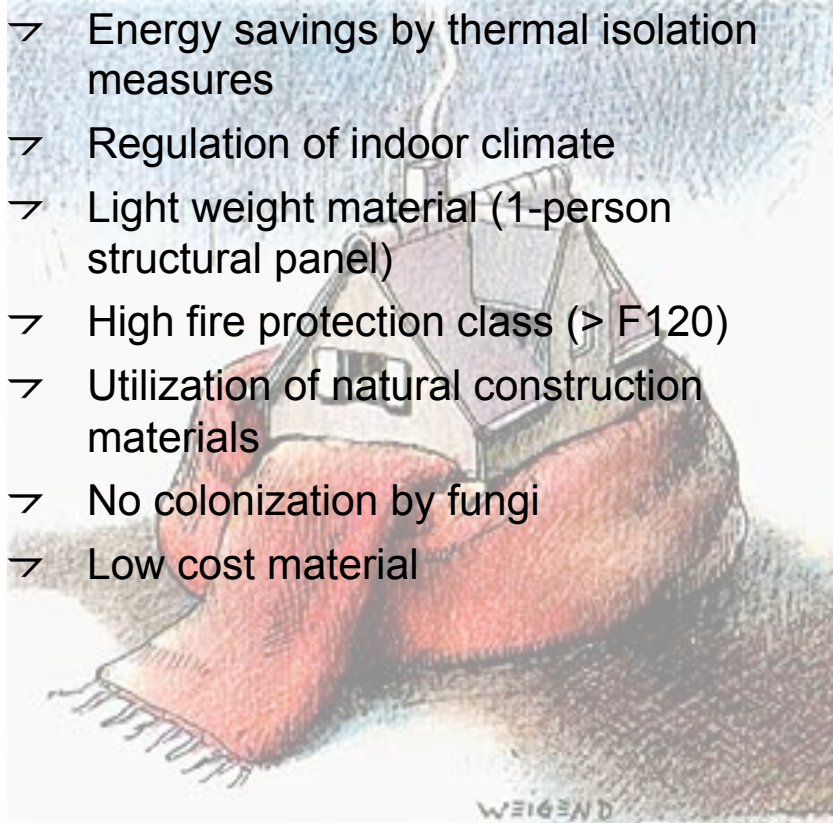 Energy savings by thermal isolation
measures
Regulation of indoor climate
Light weight material (1-person
structural panel)
High fire protection class (> F120)
Utilization of natural construction
materials
No colonization by fungi
Low cost material
WEIGEND